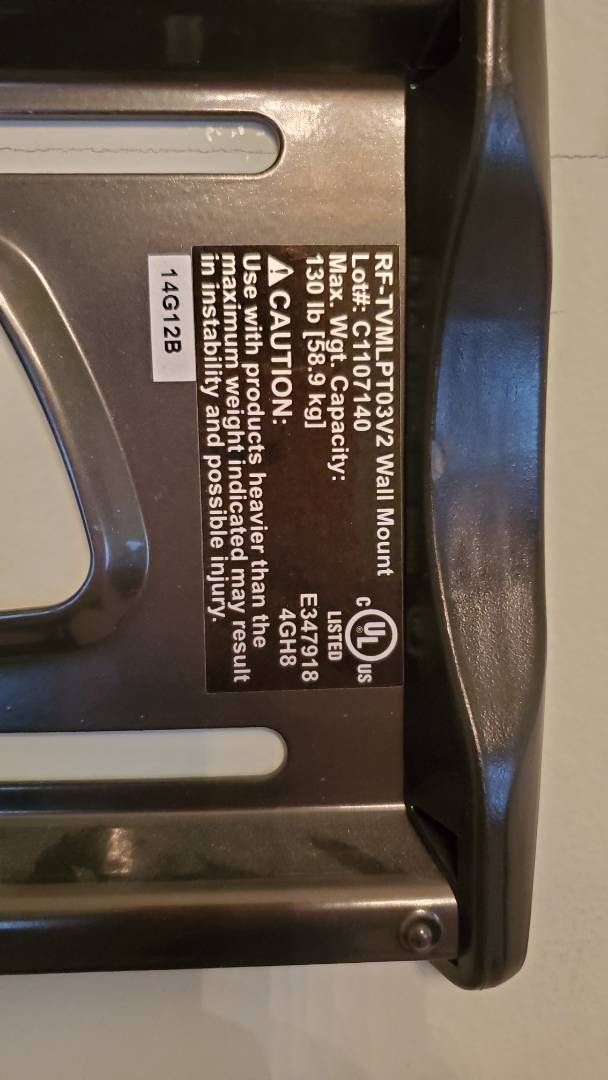 RF-TVMLPT03V2 Wall Mount
Lot#: C1107140
Max. Wgt. Capacity:
130 lb [58.9 kg]
C UL ® US
LISTED
E347918
4GH8
⚠CAUTION:
Use with products heavier than the
maximum weight indicated may result
in instability and possible injury.
14G12B